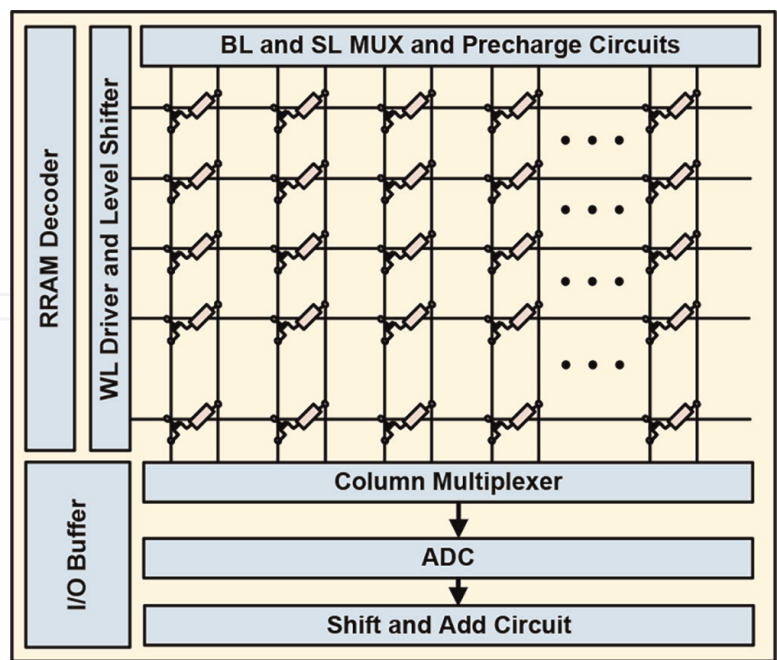 BL and SL MUX and Precharge Circuits
RRAM Decoder
WL Driver and Level Shifter
Column Multiplexer
I/O Buffer
ADC
Shift and Add Circuit